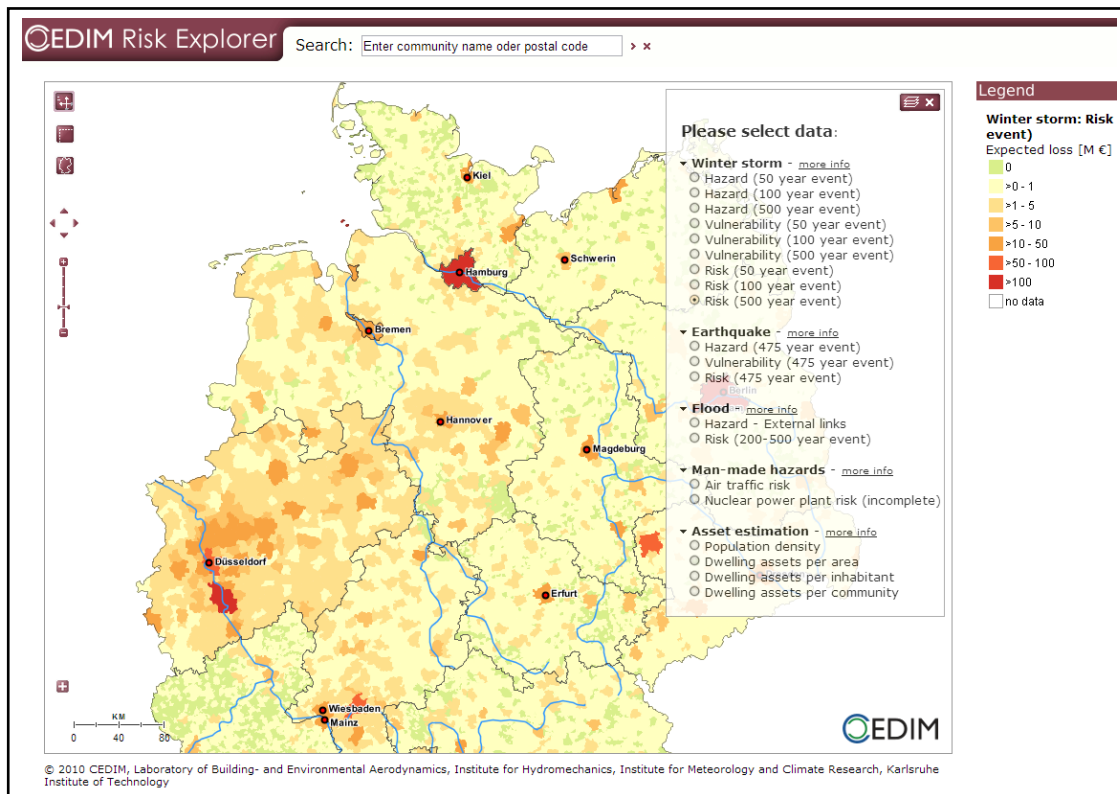 CEDIM Risk Explorer
Search: Enter community name oder postal code
Please select data:
Winter storm - more info
Hazard (50 year event)
Hazard (100 year event)
Hazard (500 year event)
Vulnerability (50 year event)
Vulnerability (100 year event)
Vulnerability (500 year event)
Risk (50 year event)
Risk (100 year event)
Risk (500 year event)
Earthquake - more info
Hazard (475 year event)
Vulnerability (475 year event)
Risk (475 year event)
Flood - more info
Hazard - External links
Risk (200-500 year event)
Man-made hazards - more info
Air traffic risk
Nuclear power plant risk (incomplete)
Asset estimation - more info
Population density
Dwelling assets per area
Dwelling assets per inhabitant
Dwelling assets per community
Kiel
Schwerin
Hamburg
Bremen
Berlin
Hannover
Magdeburg
Düsseldorf
Erfurt
Wiesbaden
Mainz
KM
0 40 80
CEDIM
Legend
Winter storm: Risk
event)
Expected loss [M €]
0
>0 - 1
>1 - 5
>5 - 10
>10 - 50
>50 - 100
>100
no data
© 2010 CEDIM, Laboratory of Building- and Environmental Aerodynamics, Institute for Hydromechanics, Institute for Meteorology and Climate Research, Karlsruhe
Institute of Technology